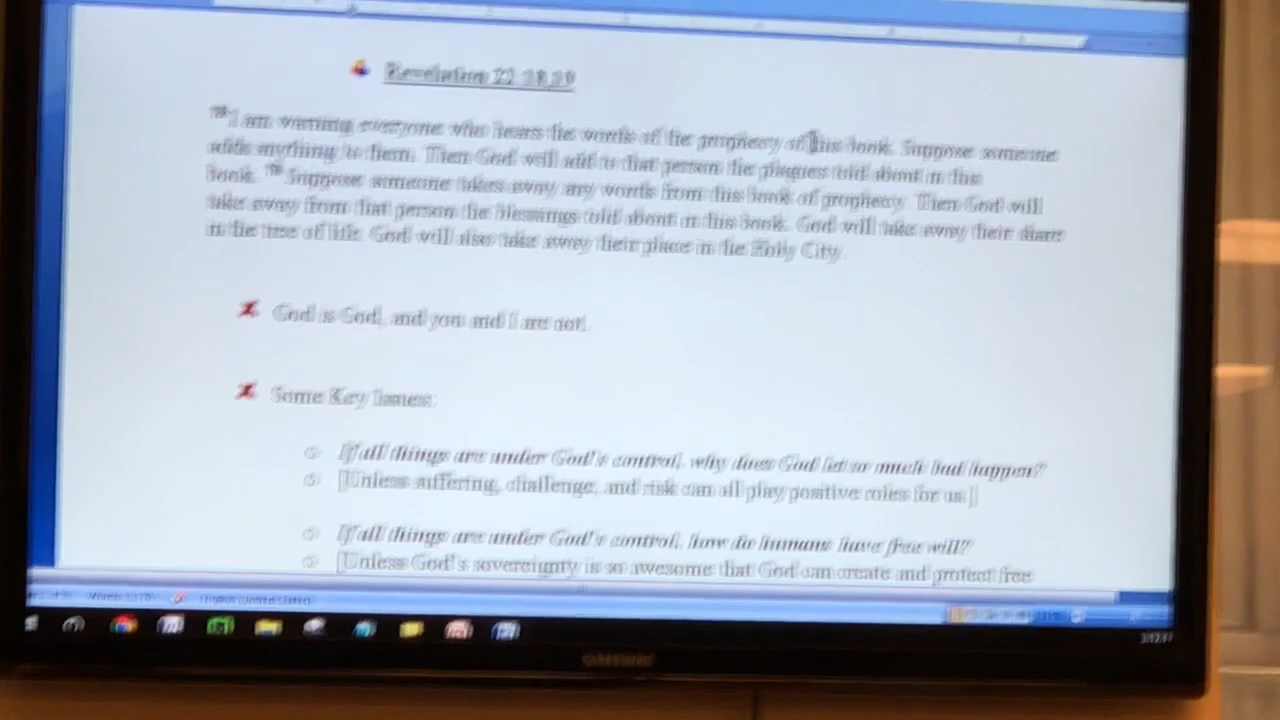 Revelation 22 18,19
18 I am warning everyone who hears the words of the prophecy of this book. Suppose someone
adds anything to them. Then God will add to that person the plagues told about in this
book. 19 Suppose someone takes away any words from this book of prophecy. Then God will
take away from that person the blessings told about in this book. God will take away their share
in the tree of life. God will also take away their place in the Holy City.
God is God, and you and I are not!
Some Key Issues:
If all things are under God's control, why does God let so much bad happen?
[Unless suffering, challenge, and risk can all play positive roles for us.]
If all things are under God's control, how do humans have free will?
[Unless God's sovereignty is so awesome that God can create and protect free
English (United States)
SAMSUNG